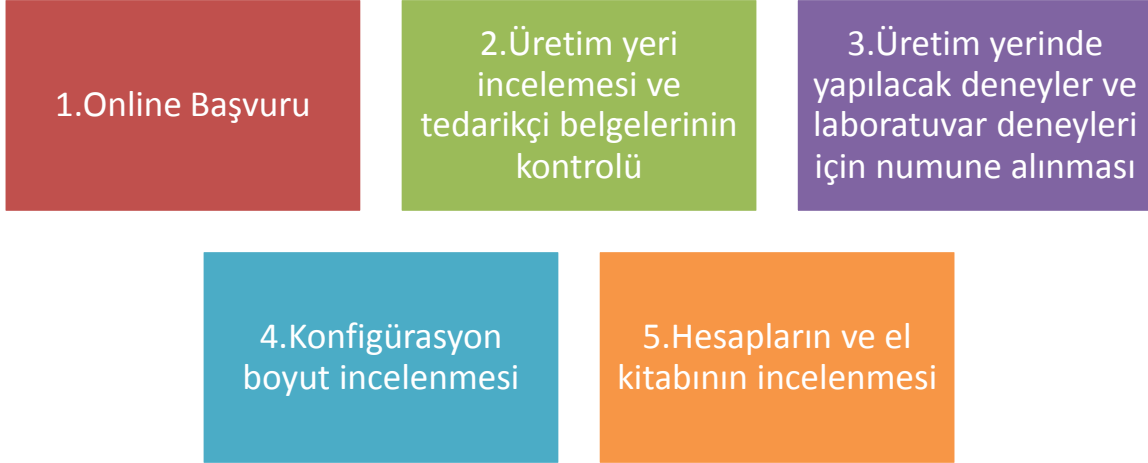 1.Online Başvuru
2.Üretim yeri
incelemesi ve
tedarikçi belgelerinin
kontrolü
3.Üretim yerinde
yapılacak deneyler ve
laboratuvar deneyleri
için numune alınması
4.Konfigürasyon
boyut incelenmesi
5.Hesapların ve el
kitabının incelenmesi